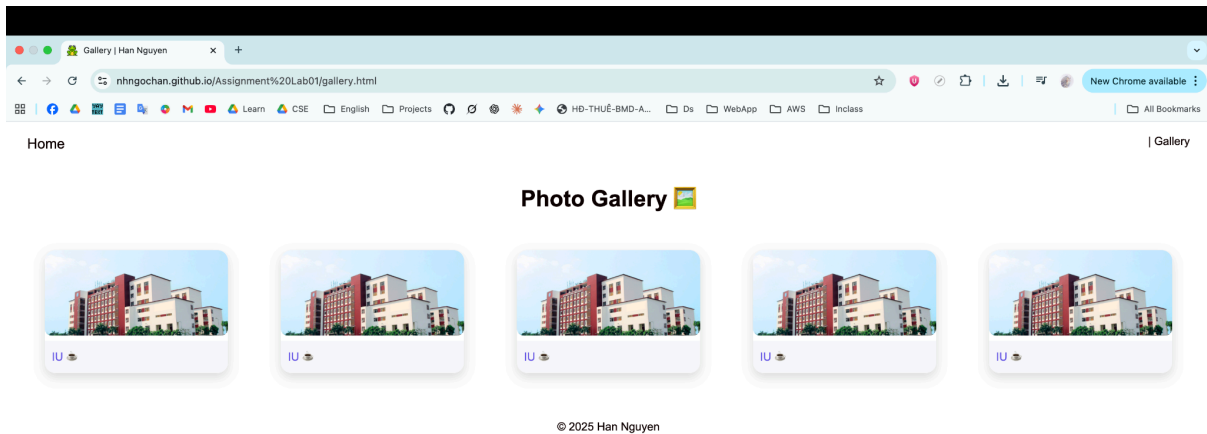 Gallery | Han Nguyen
nhngochan.github.io/Assignment%20Lab01/gallery.html
New Chrome available
Learn CSE English Projects HĐ-THUÊ-BMD-A... Ds WebApp AWS Inclass All Bookmarks
Home | Gallery
Photo Gallery 🖼️
IU ☕ IU ☕ IU ☕ IU ☕ IU ☕
© 2025 Han Nguyen